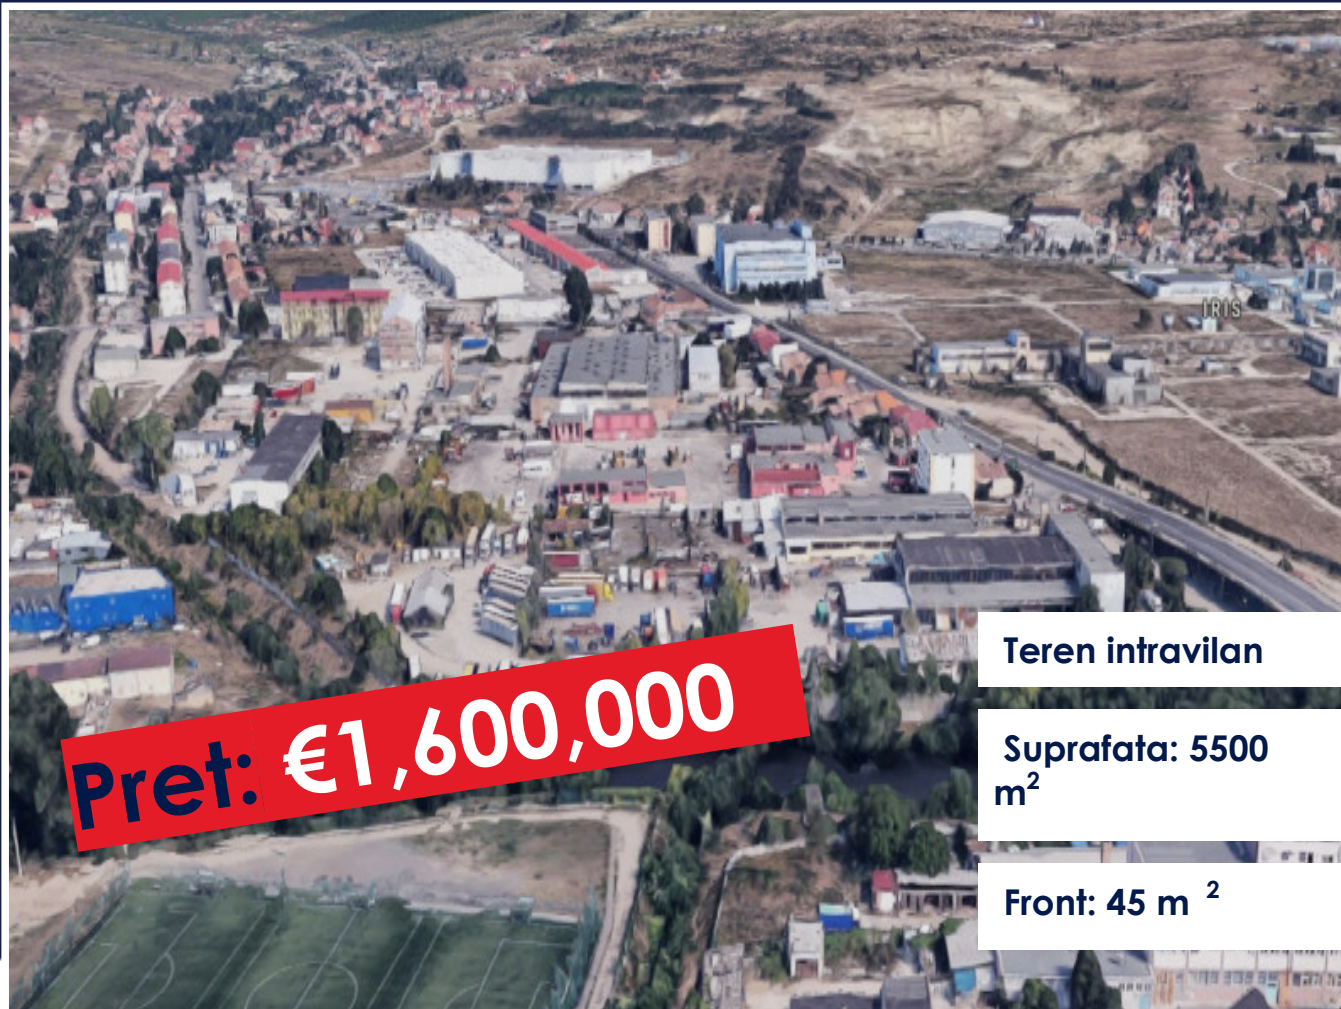 IRIS
Teren intravilan
Suprafata: 5500
m²
Pret: €1,600,000
Front: 45 m ²